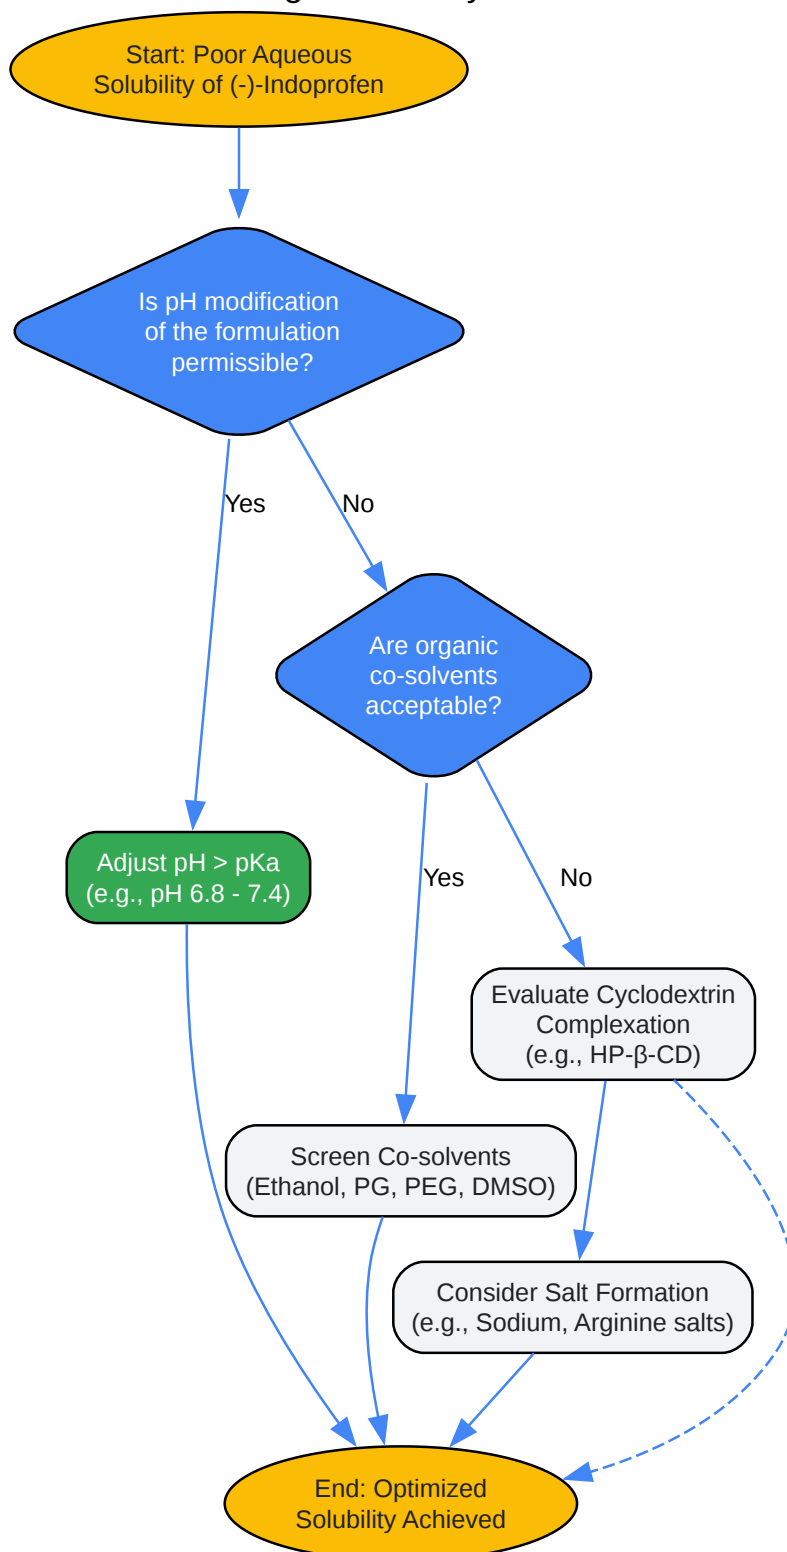 Start: Poor Aqueous
Solubility of (-)-Indoprofen
Is pH modification
of the formulation
permissible?
Yes
No
Are organic
co-solvents
acceptable?
Adjust pH > pKa
(e.g., pH 6.8 - 7.4)
Yes
No
Evaluate Cyclodextrin
Complexation
(e.g., HP-β-CD)
Screen Co-solvents
(Ethanol, PG, PEG, DMSO)
Consider Salt Formation
(e.g., Sodium, Arginine salts)
End: Optimized
Solubility Achieved